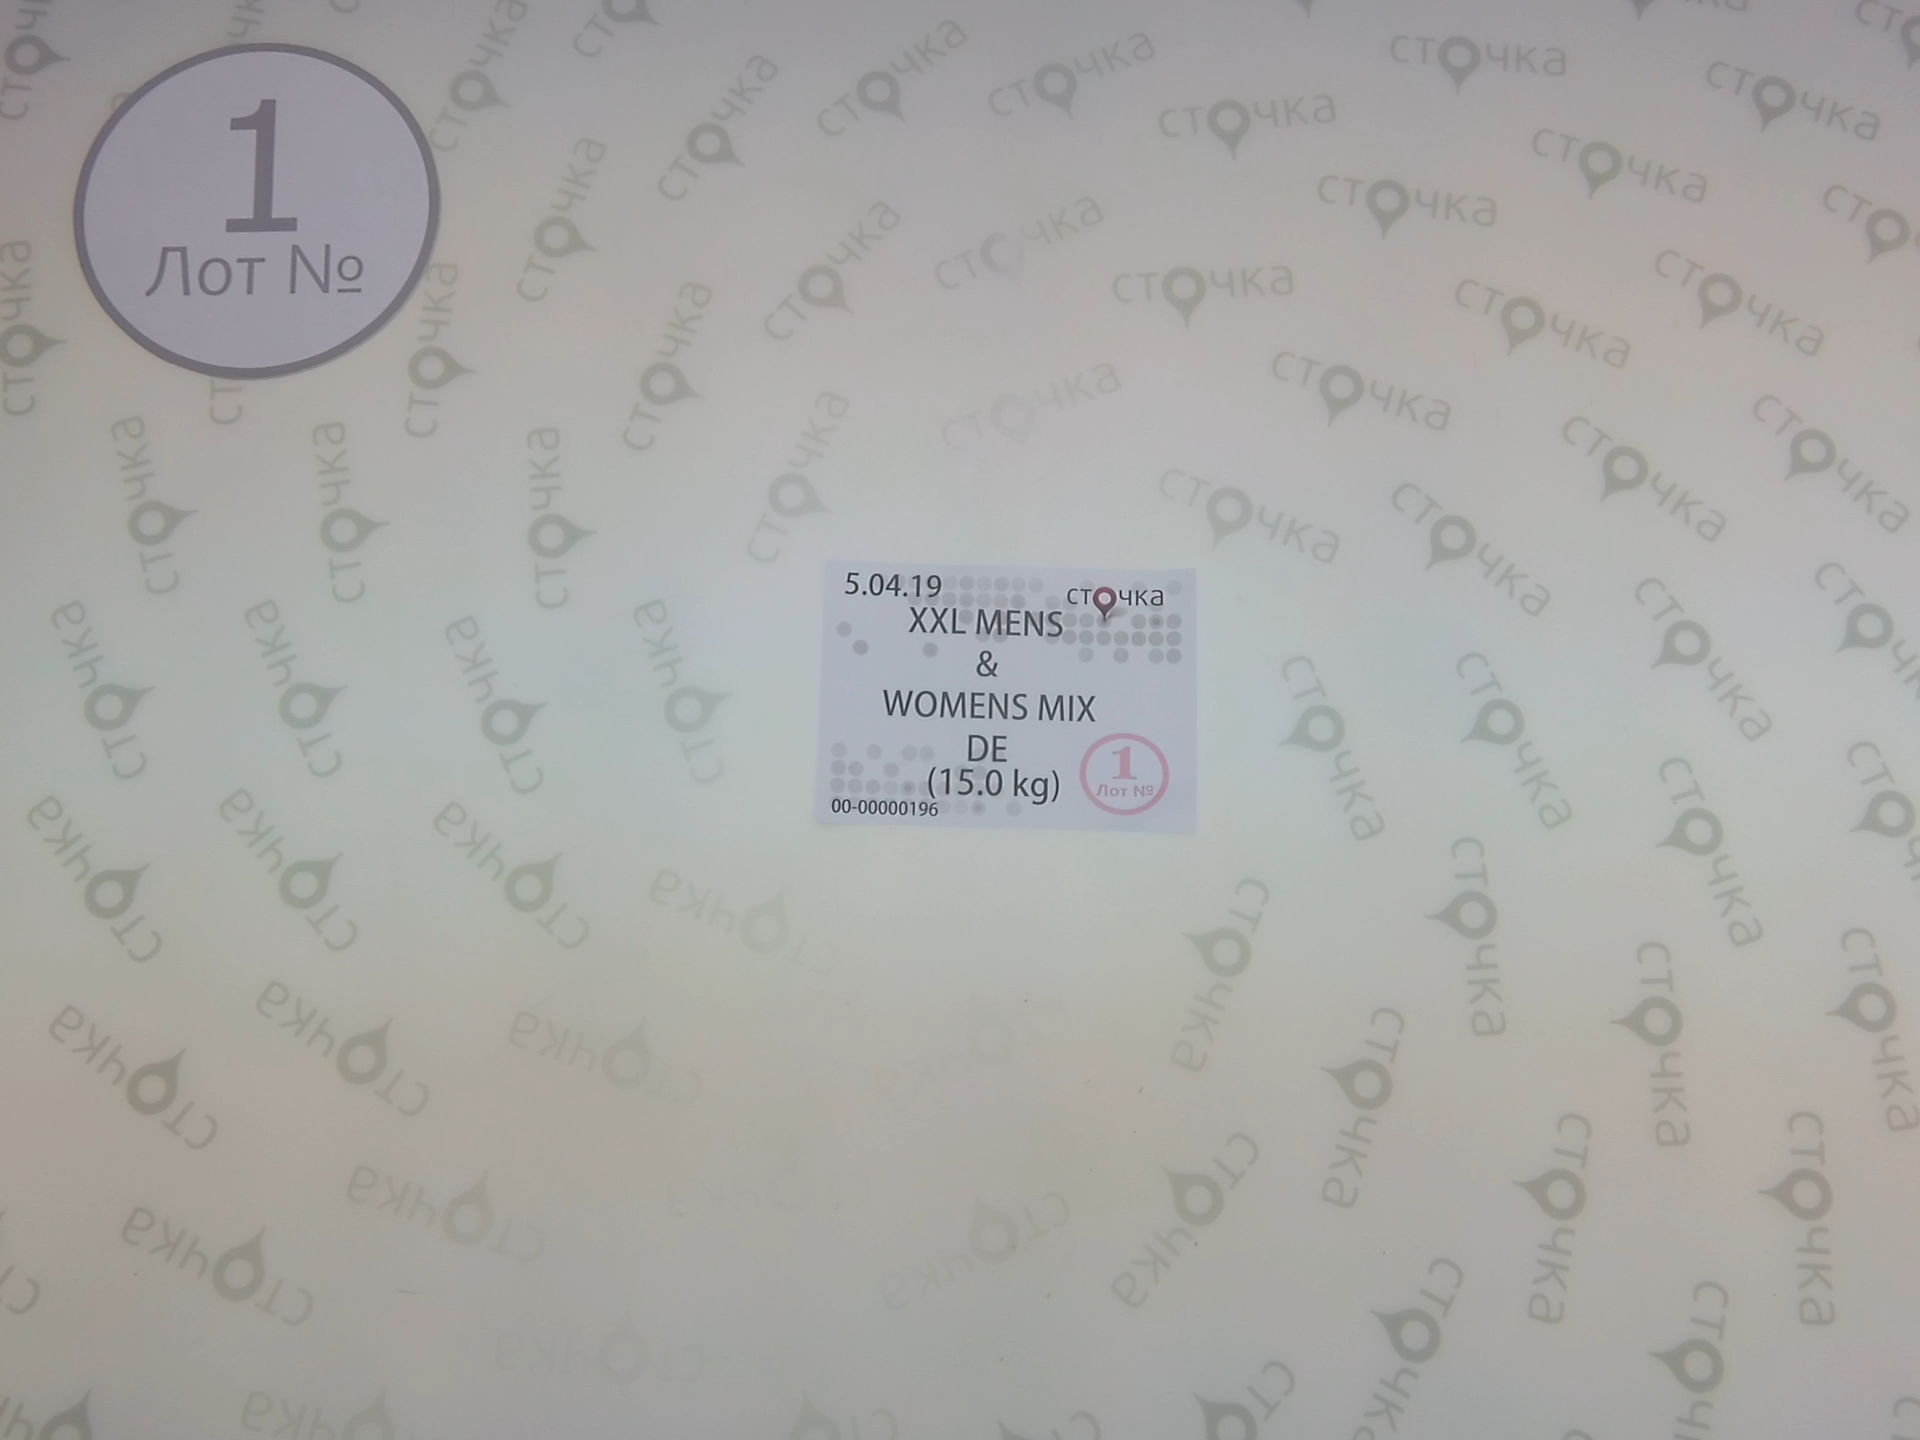 1
Лот №
5.04.19
сточка
XXL MENS
&
WOMENS MIX
DE
(15.0 kg)
1
Лот №
00-00000196